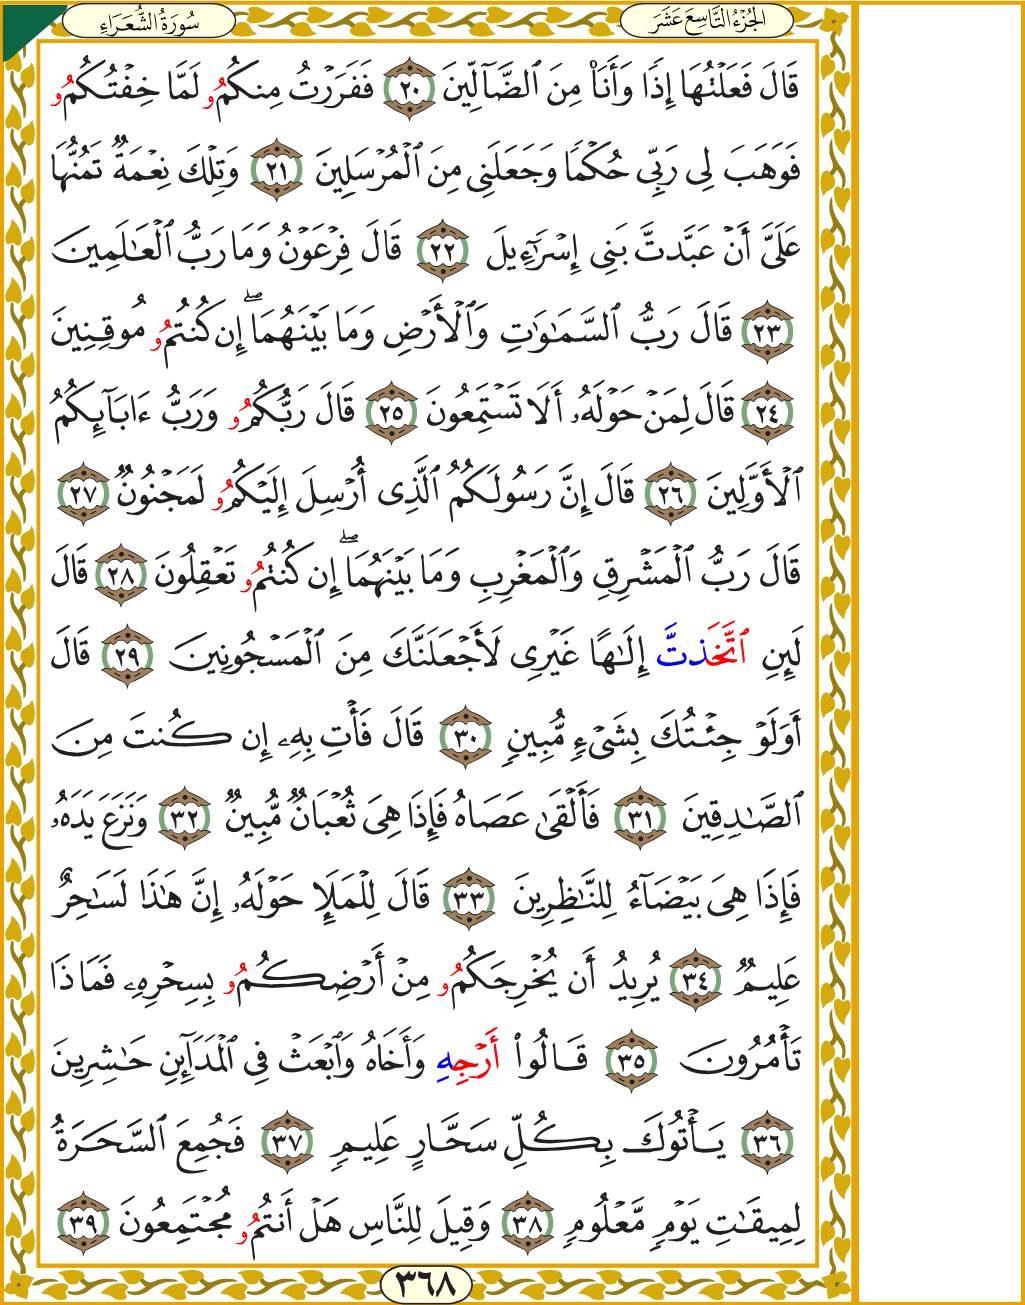 سُورَةُ الشُّعَرَاءِ
الجُزْءُ التَّاسِعَ عَشَرَ
قَالَ فَعَلْتُهَا إِذًا وَأَنَا۠ مِنَ ٱلضَّآلِّينَ ٢٠ فَفَرَرْتُ مِنكُمُو لَمَّا خِفْتُكُمُو
فَوَهَبَ لِى رَبِّى حُكْمًا وَجَعَلَنِى مِنَ ٱلْمُرْسَلِينَ ٢١ وَتِلْكَ نِعْمَةٌ تَمُنُّهَا
عَلَىَّ أَنْ عَبَّدتَّ بَنِى إِسْرَٰٓءِيلَ ٢٢ قَالَ فِرْعَوْنُ وَمَا رَبُّ ٱلْعَٰلَمِينَ
٢٣ قَالَ رَبُّ ٱلسَّمَٰوَٰتِ وَٱلْأَرْضِ وَمَا بَيْنَهُمَا ۖ إِن كُنتُمُو مُوقِنِينَ
٢٤ قَالَ لِمَنْ حَوْلَهُۥ أَلَا تَسْتَمِعُونَ ٢٥ قَالَ رَبُّكُمُو وَرَبُّ ءَابَآئِكُمُ
ٱلْأَوَّلِينَ ٢٦ قَالَ إِنَّ رَسُولَكُمُ ٱلَّذِى أُرْسِلَ إِلَيْكُمُو لَمَجْنُونٌ ٢٧
قَالَ رَبُّ ٱلْمَشْرِقِ وَٱلْمَغْرِبِ وَمَا بَيْنَهُمَا ۖ إِن كُنتُمُو تَعْقِلُونَ ٢٨ قَالَ
لَئِنِ ٱتَّخَذتَّ إِلَٰهًا غَيْرِى لَأَجْعَلَنَّكَ مِنَ ٱلْمَسْجُونِينَ ٢٩ قَالَ
أَوَلَوْ جِئْتُكَ بِشَىْءٍ مُّبِينٍ ٣٠ قَالَ فَأْتِ بِهِۦ إِن كُنتَ مِنَ
ٱلصَّٰدِقِينَ ٣١ فَأَلْقَىٰ عَصَاهُ فَإِذَا هِىَ ثُعْبَانٌ مُّبِينٌ ٣٢ وَنَزَعَ يَدَهُۥ
فَإِذَا هِىَ بَيْضَآءُ لِلنَّٰظِرِينَ ٣٣ قَالَ لِلْمَلَإِ حَوْلَهُۥ إِنَّ هَٰذَا لَسَٰحِرٌ
عَلِيمٌ ٣٤ يُرِيدُ أَن يُخْرِجَكُمُو مِنْ أَرْضِكُمُو بِسِحْرِهِۦ فَمَاذَا
تَأْمُرُونَ ٣٥ قَالُوا۟ أَرْجِهِ وَأَخَاهُ وَٱبْعَثْ فِى ٱلْمَدَآئِنِ حَٰشِرِينَ
٣٦ يَأْتُوكَ بِكُلِّ سَحَّارٍ عَلِيمٍ ٣٧ فَجُمِعَ ٱلسَّحَرَةُ
لِمِيقَٰتِ يَوْمٍ مَّعْلُومٍ ٣٨ وَقِيلَ لِلنَّاسِ هَلْ أَنتُمُو مُجْتَمِعُونَ ٣٩
٣٦٨